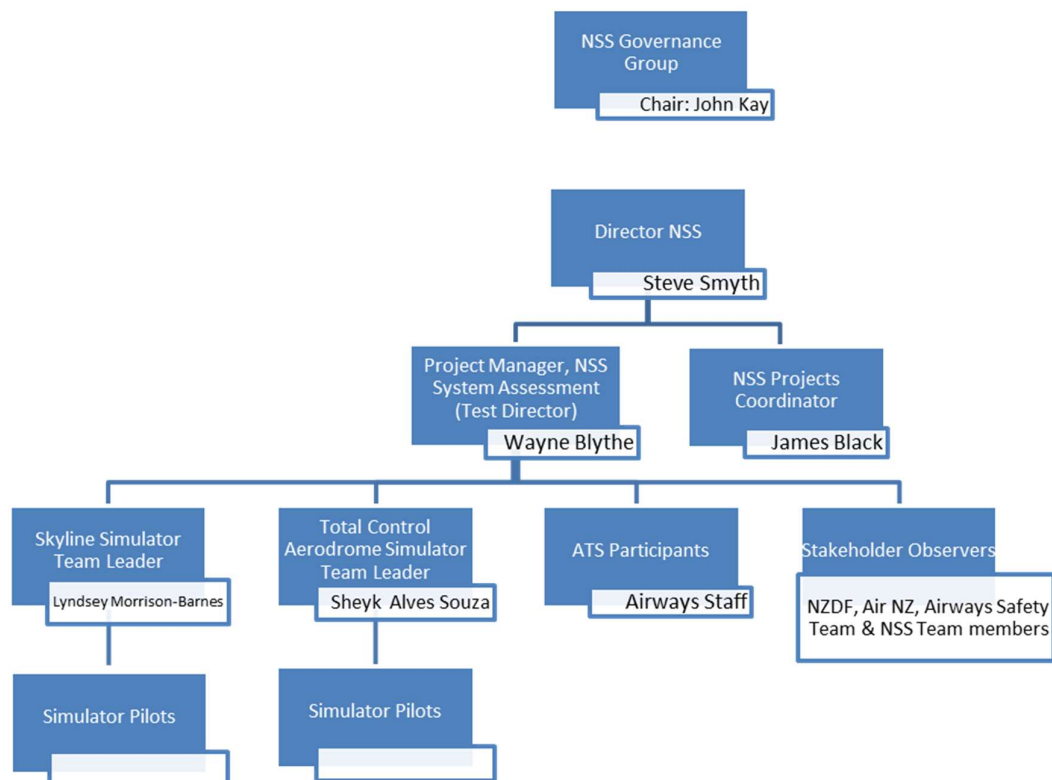 NSS Governance
Group
Chair: John Kay
Director NSS
Steve Smyth
Project Manager, NSS
System Assessment
(Test Director)
Wayne Blythe
NSS Projects
Coordinator
James Black
Skyline Simulator
Team Leader
Lyndsey Morrison-Barnes
Total Control
Aerodrome Simulator
Team Leader
Sheyk Alves Souza
ATS Participants
Airways Staff
Stakeholder Observers
NZDF, Air NZ, Airways Safety
Team & NSS Team members
Simulator Pilots
Simulator Pilots